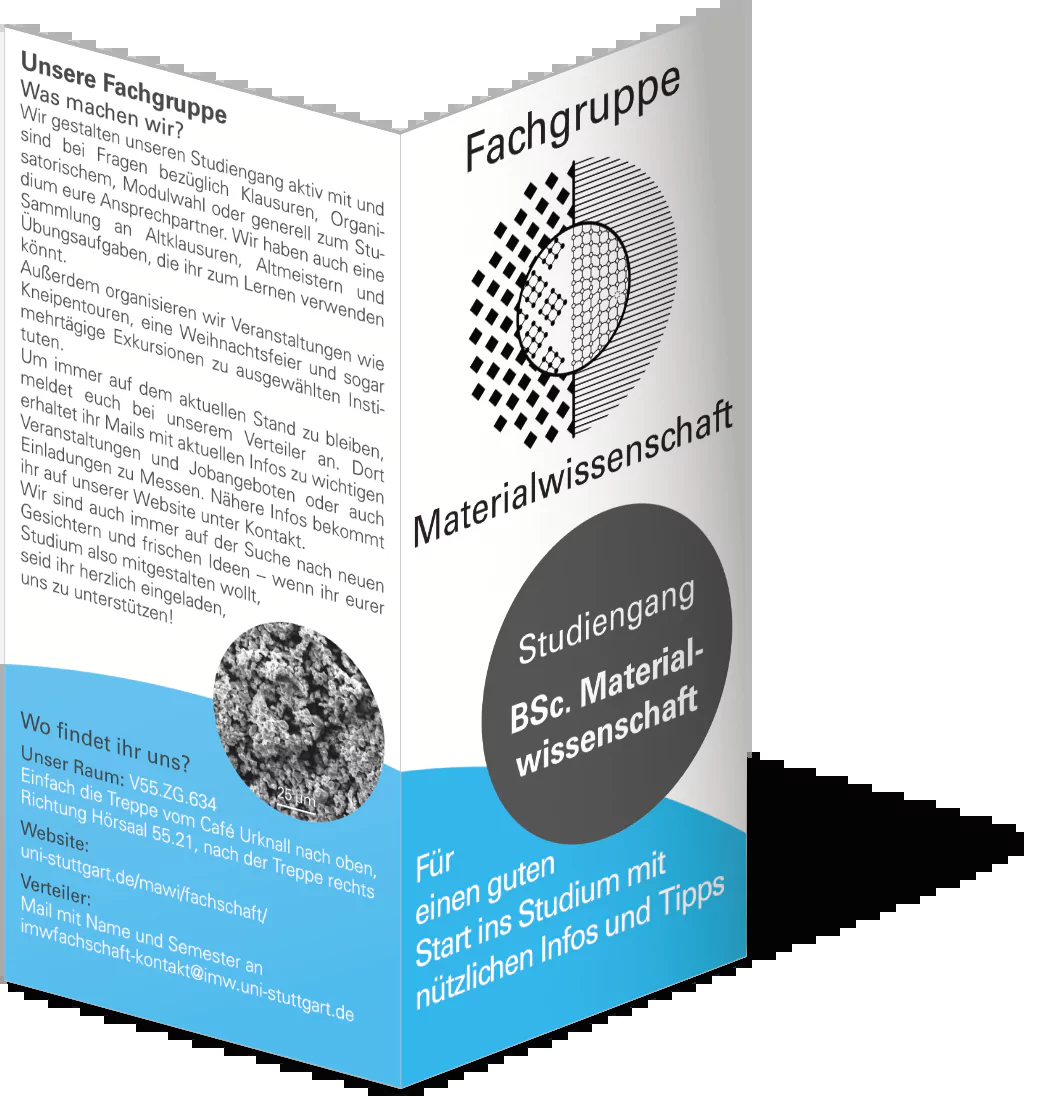 Unsere Fachgruppe
Was machen wir?
Wir gestalten unseren Studiengang aktiv mit und
sind bei Fragen bezüglich Klausuren, Organi-
satorischem, Modulwahl oder generell zum Stu-
dium eure Ansprechpartner. Wir haben auch eine
Sammlung an Altklausuren, Altmeistern und
Übungsaufgaben, die ihr zum Lernen verwenden
könnt.
Außerdem organisieren wir Veranstaltungen wie
Kneipentouren, eine Weihnachtsfeier und sogar
mehrtägige Exkursionen zu ausgewählten Insti-
tuten.
Um immer auf dem aktuellen Stand zu bleiben,
meldet euch bei unserem Verteiler an. Dort
erhaltet ihr Mails mit aktuellen Infos zu wichtigen
Veranstaltungen und Jobangeboten oder auch
Einladungen zu Messen. Nähere Infos bekommt
ihr auf unserer Website unter Kontakt.
Wir sind auch immer auf der Suche nach neuen
Gesichtern und frischen Ideen – wenn ihr eurer
Studium also mitgestalten wollt,
seid ihr herzlich eingeladen,
uns zu unterstützen!
25 µm
Wo findet ihr uns?
Unser Raum: V55.ZG.634
Einfach die Treppe vom Café Urknall nach oben,
Richtung Hörsaal 55.21, nach der Treppe rechts
Website:
uni-stuttgart.de/mawi/fachschaft/
Verteiler:
Mail mit Name und Semester an
imwfachschaft-kontakt@imw.uni-stuttgart.de
Fachgruppe
Materialwissenschaft
Studiengang
BSc. Material-
wissenschaft
Für
einen guten
Start ins Studium mit
nützlichen Infos und Tipps